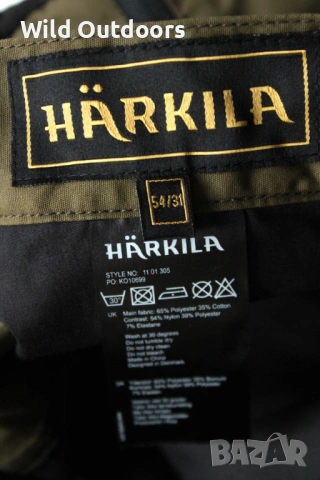 Wild Outdoors
HÄRKILA
54/31
HÄRKILA
STYLE NO: 11 01 305
PO: KO10699
30°
UK Main fabric: 65% Polyester 35% Cotton
Contrast: 54% Nylon 39% Polyester
7% Elastane
Wash at 30 degrees
Do not tumble dry
Do not dry clean
Do not bleach
Made in China
Designed in Denmark
BAZAR
bg